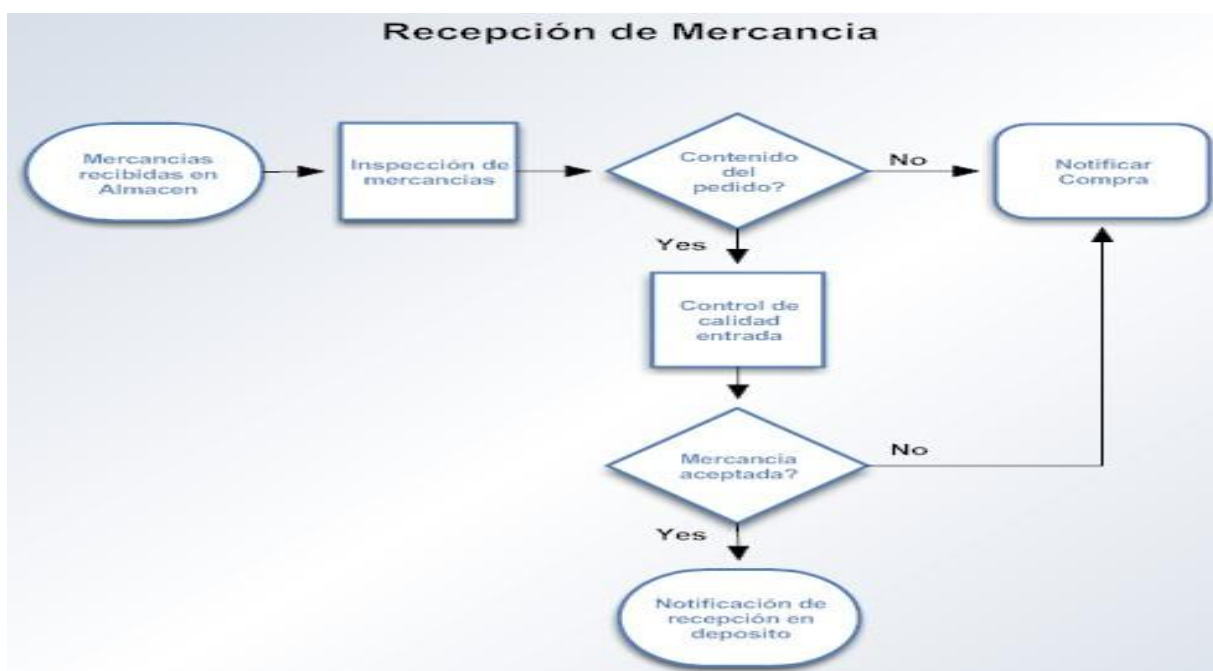 Recepción de Mercancia
Mercancias
recibidas en
Almacen
Inspección de
mercancias
Contenido
del
pedido?
No
Notificar
Compra
Yes
Control de
calidad
entrada
Mercancia
aceptada?
No
Yes
Notificación de
recepción en
deposito